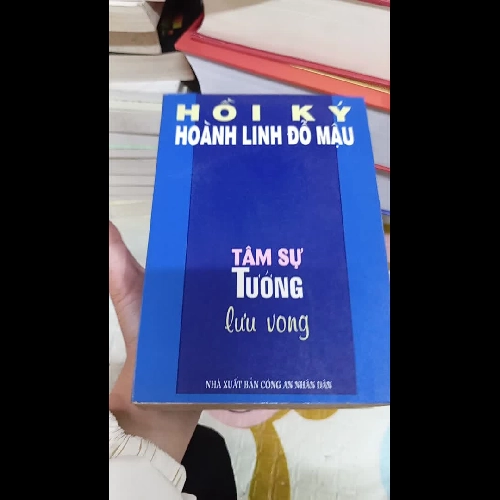 HỒI KÝ
HOÀNH LINH ĐỖ MẬU
TÂM SỰ
TƯỚNG
lưu vong
NHÀ XUẤT BẢN CÔNG AN NHÂN DÂN